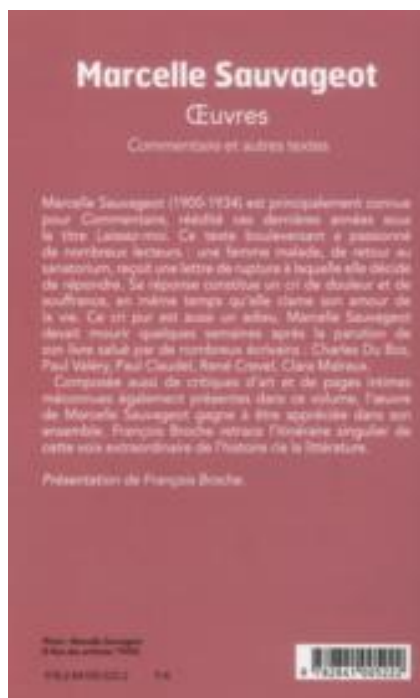 Marcelle Sauvageot
Œuvres
Commentaire et autres textes
Marcelle Sauvageot (1900-1934) est principalement connue
pour Commentaire, réédité ces dernières années sous
le titre Laissez-moi. Ce texte bouleversant a passionné
de nombreux lecteurs : une femme malade, de retour au
sanatorium, reçoit une lettre de rupture à laquelle elle décide
de répondre. Sa réponse constitue un cri de douleur et de
souffrance, en même temps qu'elle clame son amour de
la vie. Ce cri pur est aussi un adieu. Marcelle Sauvageot
devait mourir quelques semaines après la parution de
son livre salué par de nombreux écrivains : Charles Du Bos,
Paul Valéry, Paul Claudel, René Crevel, Clara Malraux.
Composée aussi de critiques d'art et de pages intimes
méconnues également présentes dans ce volume, l'œuvre
de Marcelle Sauvageot gagne à être appréciée dans son
ensemble. François Broche retrace l'itinéraire singulier de
cette voix extraordinaire de l'histoire de la littérature.
Présentation de François Broche.
Marcelle Sauvageot
9 782841 005222